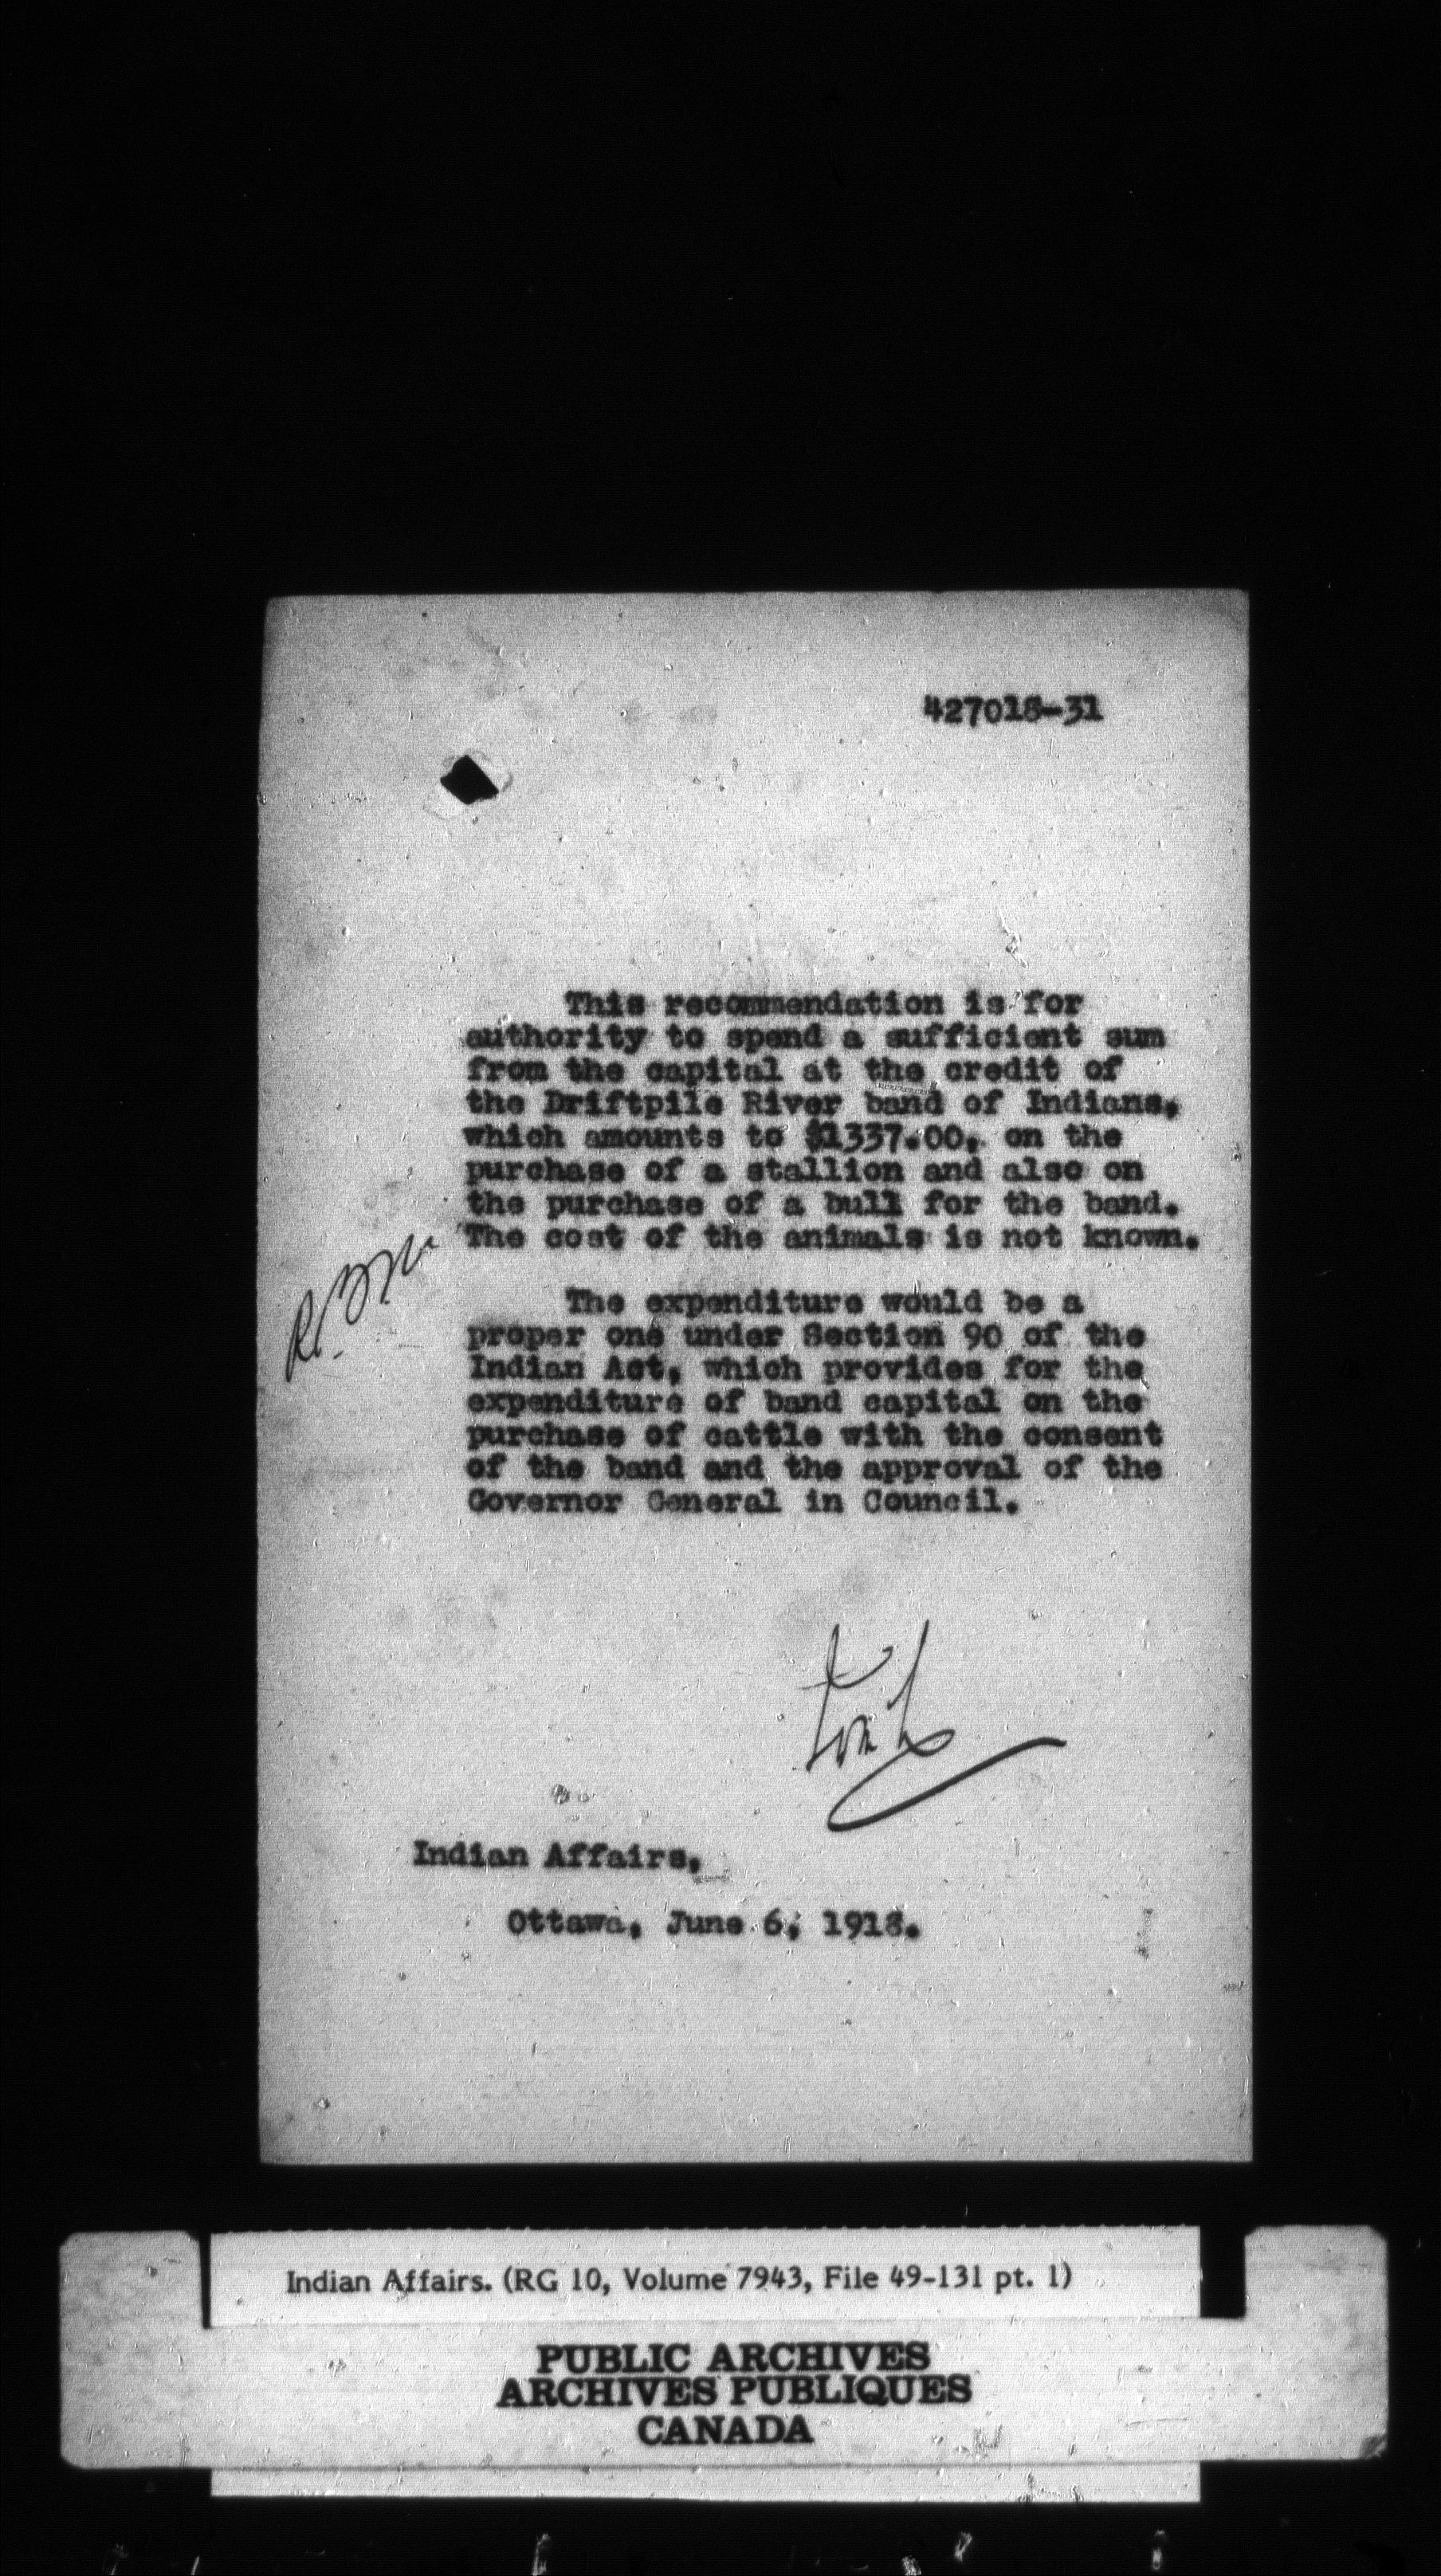 427018-31
This recommendation is for
authority to spend a sufficient sum
from the capital at the credit of
the Driftpile River band of Indians,
which amounts to $1337.00, on the
purchase of a stallion and also on
the purchase of a bull for the band.
The cost of the animals is not known.
The expenditure would be a
proper one under Section 90 of the
Indian Act, which provides for the
expenditure of band capital on the
purchase of cattle with the consent
of the band and the approval of the
Governor General in Council.
Indian Affairs,
Ottawa, June 6, 1918.
Indian Affairs. (RG 10, Volume 7943, File 49-131 pt. 1)
PUBLIC ARCHIVES
ARCHIVES PUBLIQUES
CANADA